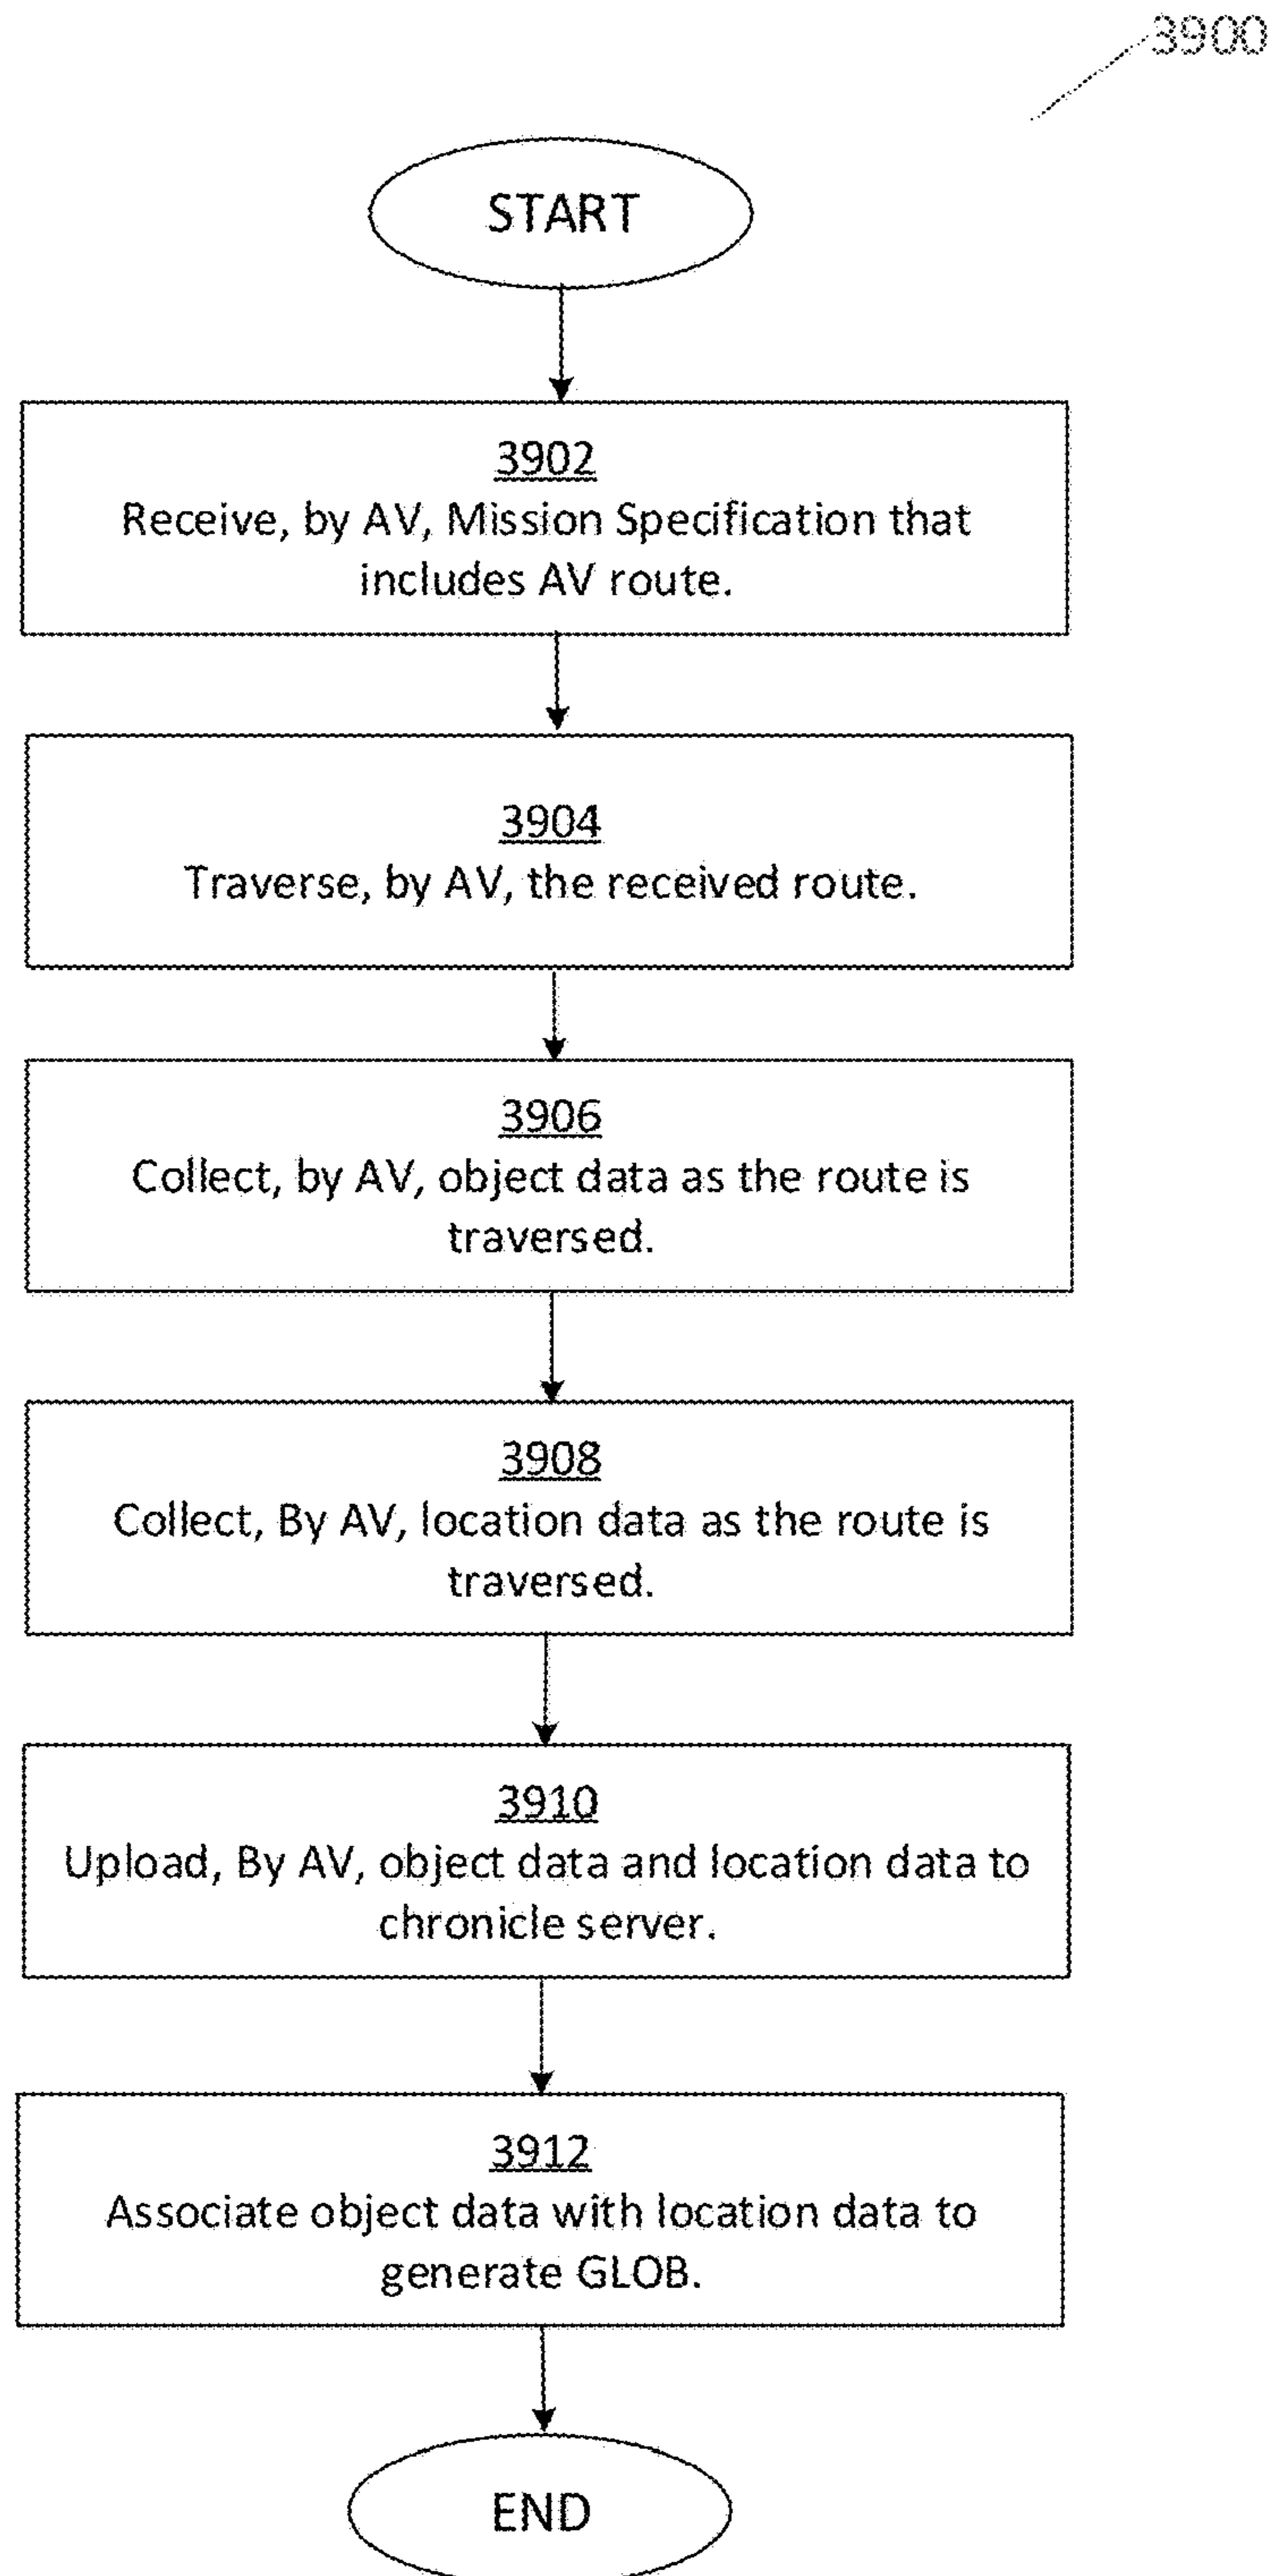 3900
START
3902
Receive, by AV, Mission Specification that
includes AV route.
3904
Traverse, by AV, the received route.
3906
Collect, by AV, object data as the route is
traversed.
3908
Collect, By AV, location data as the route is
traversed.
3910
Upload, By AV, object data and location data to
chronicle server.
3912
Associate object data with location data to
generate GLOB.
END